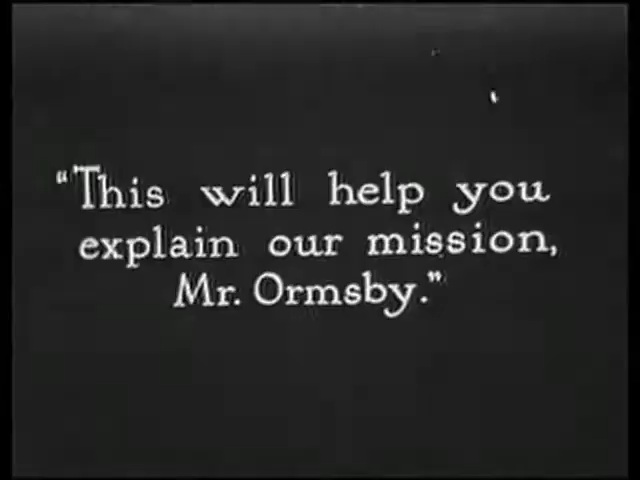 “This will help you
explain our mission,
Mr. Ormsby.”